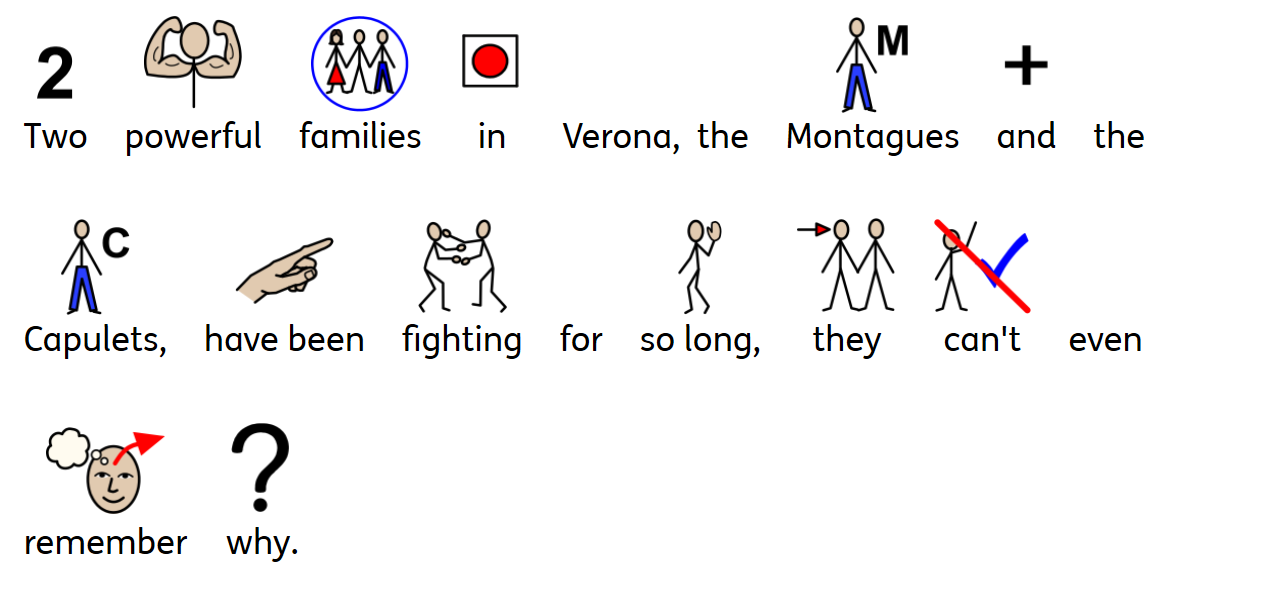 2 M +
Two powerful families in Verona, the Montagues and the
C
Capulets, have been fighting for so long, they can't even
?
remember why.